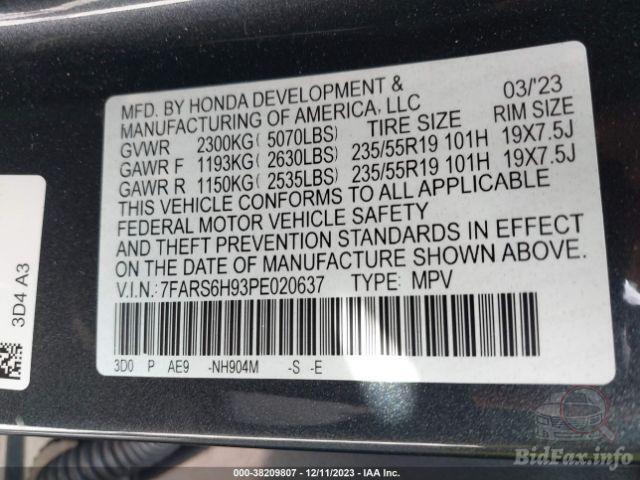 MFD. BY HONDA DEVELOPMENT & 03/'23
MANUFACTURING OF AMERICA, LLC
GVWR 2300KG( 5070LBS) TIRE SIZE RIM SIZE
GAWR F 1193KG( 2630LBS) 235/55R19 101H 19X7.5J
GAWR R 1150KG( 2535LBS) 235/55R19 101H 19X7.5J
THIS VEHICLE CONFORMS TO ALL APPLICABLE
FEDERAL MOTOR VEHICLE SAFETY
AND THEFT PREVENTION STANDARDS IN EFFECT
ON THE DATE OF MANUFACTURE SHOWN ABOVE.
V.I.N.: 7FARS6H93PE020637 TYPE: MPV
3D0 P AE9 -NH904M -S -E
3D4 A3
000-38209807 - 12/11/2023 - IAA Inc.
BidFax.info